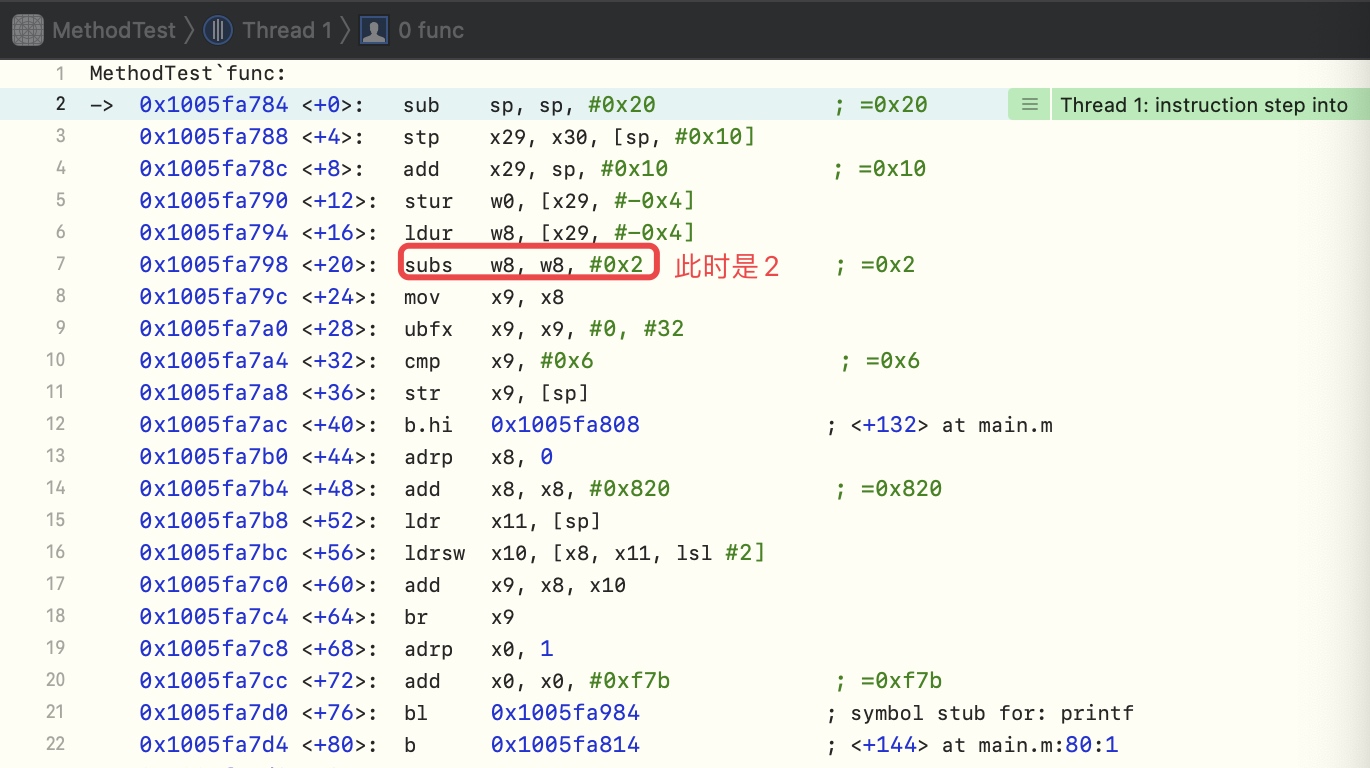 MethodTest 〉 Thread 1 〉 0 func
1 MethodTest`func:
2 -> 0x1005fa784 <+0>: sub sp, sp, #0x20 ; =0x20 Thread 1: instruction step into
3 0x1005fa788 <+4>: stp x29, x30, [sp, #0x10]
4 0x1005fa78c <+8>: add x29, sp, #0x10 ; =0x10
5 0x1005fa790 <+12>: stur w0, [x29, #-0x4]
6 0x1005fa794 <+16>: ldur w8, [x29, #-0x4]
7 0x1005fa798 <+20>: subs w8, w8, #0x2 此时是2 ; =0x2
8 0x1005fa79c <+24>: mov x9, x8
9 0x1005fa7a0 <+28>: ubfx x9, x9, #0, #32
10 0x1005fa7a4 <+32>: cmp x9, #0x6 ; =0x6
11 0x1005fa7a8 <+36>: str x9, [sp]
12 0x1005fa7ac <+40>: b.hi 0x1005fa808 ; <+132> at main.m
13 0x1005fa7b0 <+44>: adrp x8, 0
14 0x1005fa7b4 <+48>: add x8, x8, #0x820 ; =0x820
15 0x1005fa7b8 <+52>: ldr x11, [sp]
16 0x1005fa7bc <+56>: ldrsw x10, [x8, x11, lsl #2]
17 0x1005fa7c0 <+60>: add x9, x8, x10
18 0x1005fa7c4 <+64>: br x9
19 0x1005fa7c8 <+68>: adrp x0, 1
20 0x1005fa7cc <+72>: add x0, x0, #0xf7b ; =0xf7b
21 0x1005fa7d0 <+76>: bl 0x1005fa984 ; symbol stub for: printf
22 0x1005fa7d4 <+80>: b 0x1005fa814 ; <+144> at main.m:80:1